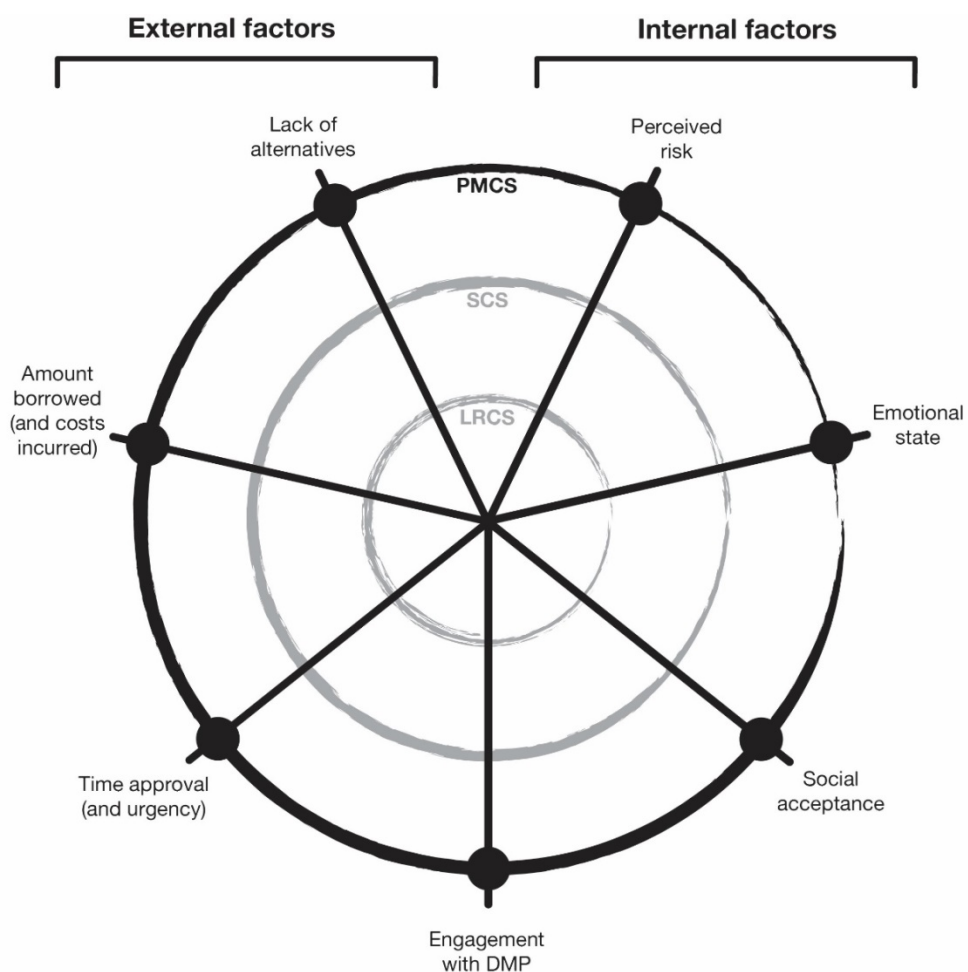 External factors
Internal factors
Lack of
alternatives
Perceived
risk
PMCS
SCS
LRCS
Amount
borrowed
(and costs
incurred)
Emotional
state
Time approval
(and urgency)
Social
acceptance
Engagement
with DMP